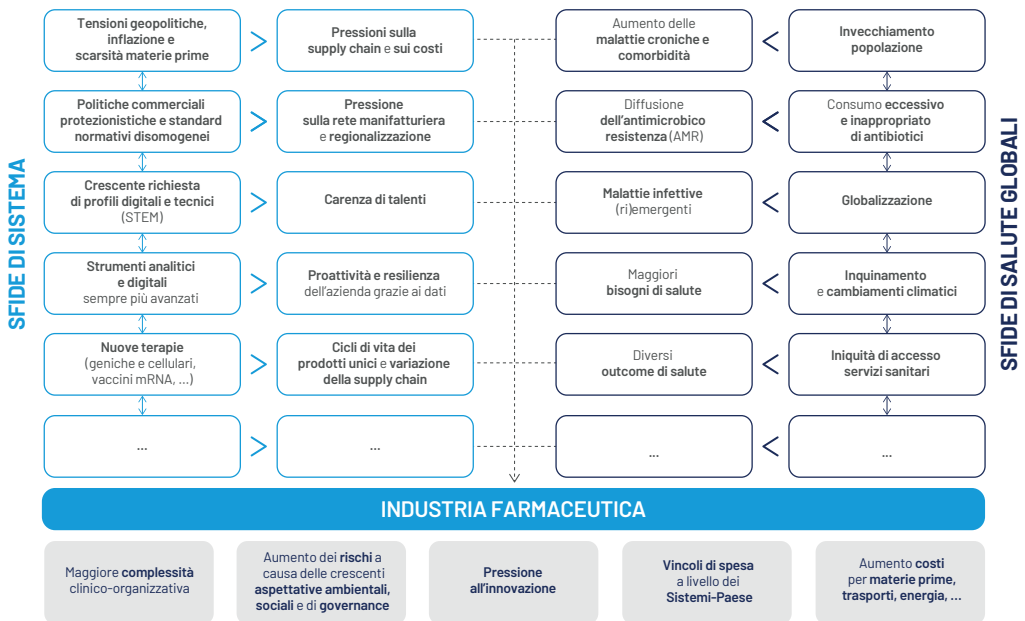 SFIDE DI SISTEMA
Tensioni geopolitiche,
inflazione e
scarsità materie prime
>
Pressioni sulla
supply chain e sui costi
Aumento delle
malattie croniche e
comorbidità
<
Invecchiamento
popolazione
Politiche commerciali
protezionistiche e standard
normativi disomogenei
>
Pressione
sulla rete manifatturiera
e regionalizzazione
Diffusione
dell'antimicrobico
resistenza (AMR)
<
Consumo eccessivo
e inappropriato
di antibiotici
Crescente richiesta
di profili digitali e tecnici
(STEM)
>
Carenza di talenti
Malattie infettive
(ri)emergenti
<
Globalizzazione
Strumenti analitici
e digitali
sempre più avanzati
>
Proattività e resilienza
dell'azienda grazie ai dati
Maggiori
bisogni di salute
<
Inquinamento
e cambiamenti climatici
Nuove terapie
(geniche e cellulari,
vaccini mRNA, ...)
>
Cicli di vita dei
prodotti unici e variazione
della supply chain
Diversi
outcome di salute
<
Iniquità di accesso
servizi sanitari
...
>
...
...
<
...
SFIDE DI SALUTE GLOBALI
INDUSTRIA FARMACEUTICA
Maggiore complessità
clinico-organizzativa
Aumento dei rischi a
causa delle crescenti
aspettative ambientali,
sociali e di governance
Pressione
all'innovazione
Vincoli di spesa
a livello dei
Sistemi-Paese
Aumento costi
per materie prime,
trasporti, energia, ...